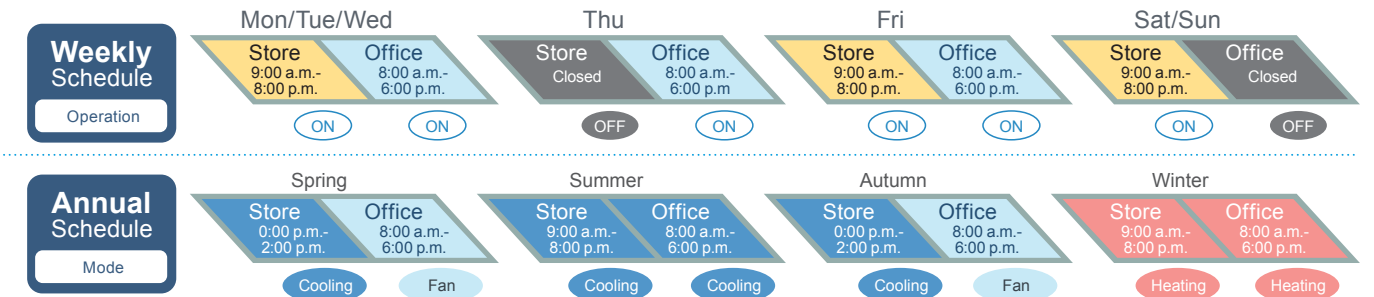 Weekly
Schedule
Operation
Mon/Tue/Wed
Store
9:00 a.m.-
8:00 p.m.
Office
8:00 a.m.-
6:00 p.m.
ON
ON
Thu
Store
Closed
Office
8:00 a.m.-
6:00 p.m
OFF
ON
Fri
Store
9:00 a.m.-
8:00 p.m.
Office
8:00 a.m.-
6:00 p.m.
ON
ON
Sat/Sun
Store
9:00 a.m.-
8:00 p.m.
Office
Closed
ON
OFF
Annual
Schedule
Mode
Spring
Store
0:00 p.m.-
2:00 p.m.
Office
8:00 a.m.-
6:00 p.m.
Cooling
Fan
Summer
Store
9:00 a.m.-
8:00 p.m.
Office
8:00 a.m.-
6:00 p.m.
Cooling
Cooling
Autumn
Store
0:00 p.m.-
2:00 p.m.
Office
8:00 a.m.-
6:00 p.m.
Cooling
Fan
Winter
Store
9:00 a.m.-
8:00 p.m.
Office
8:00 a.m.-
6:00 p.m.
Heating
Heating